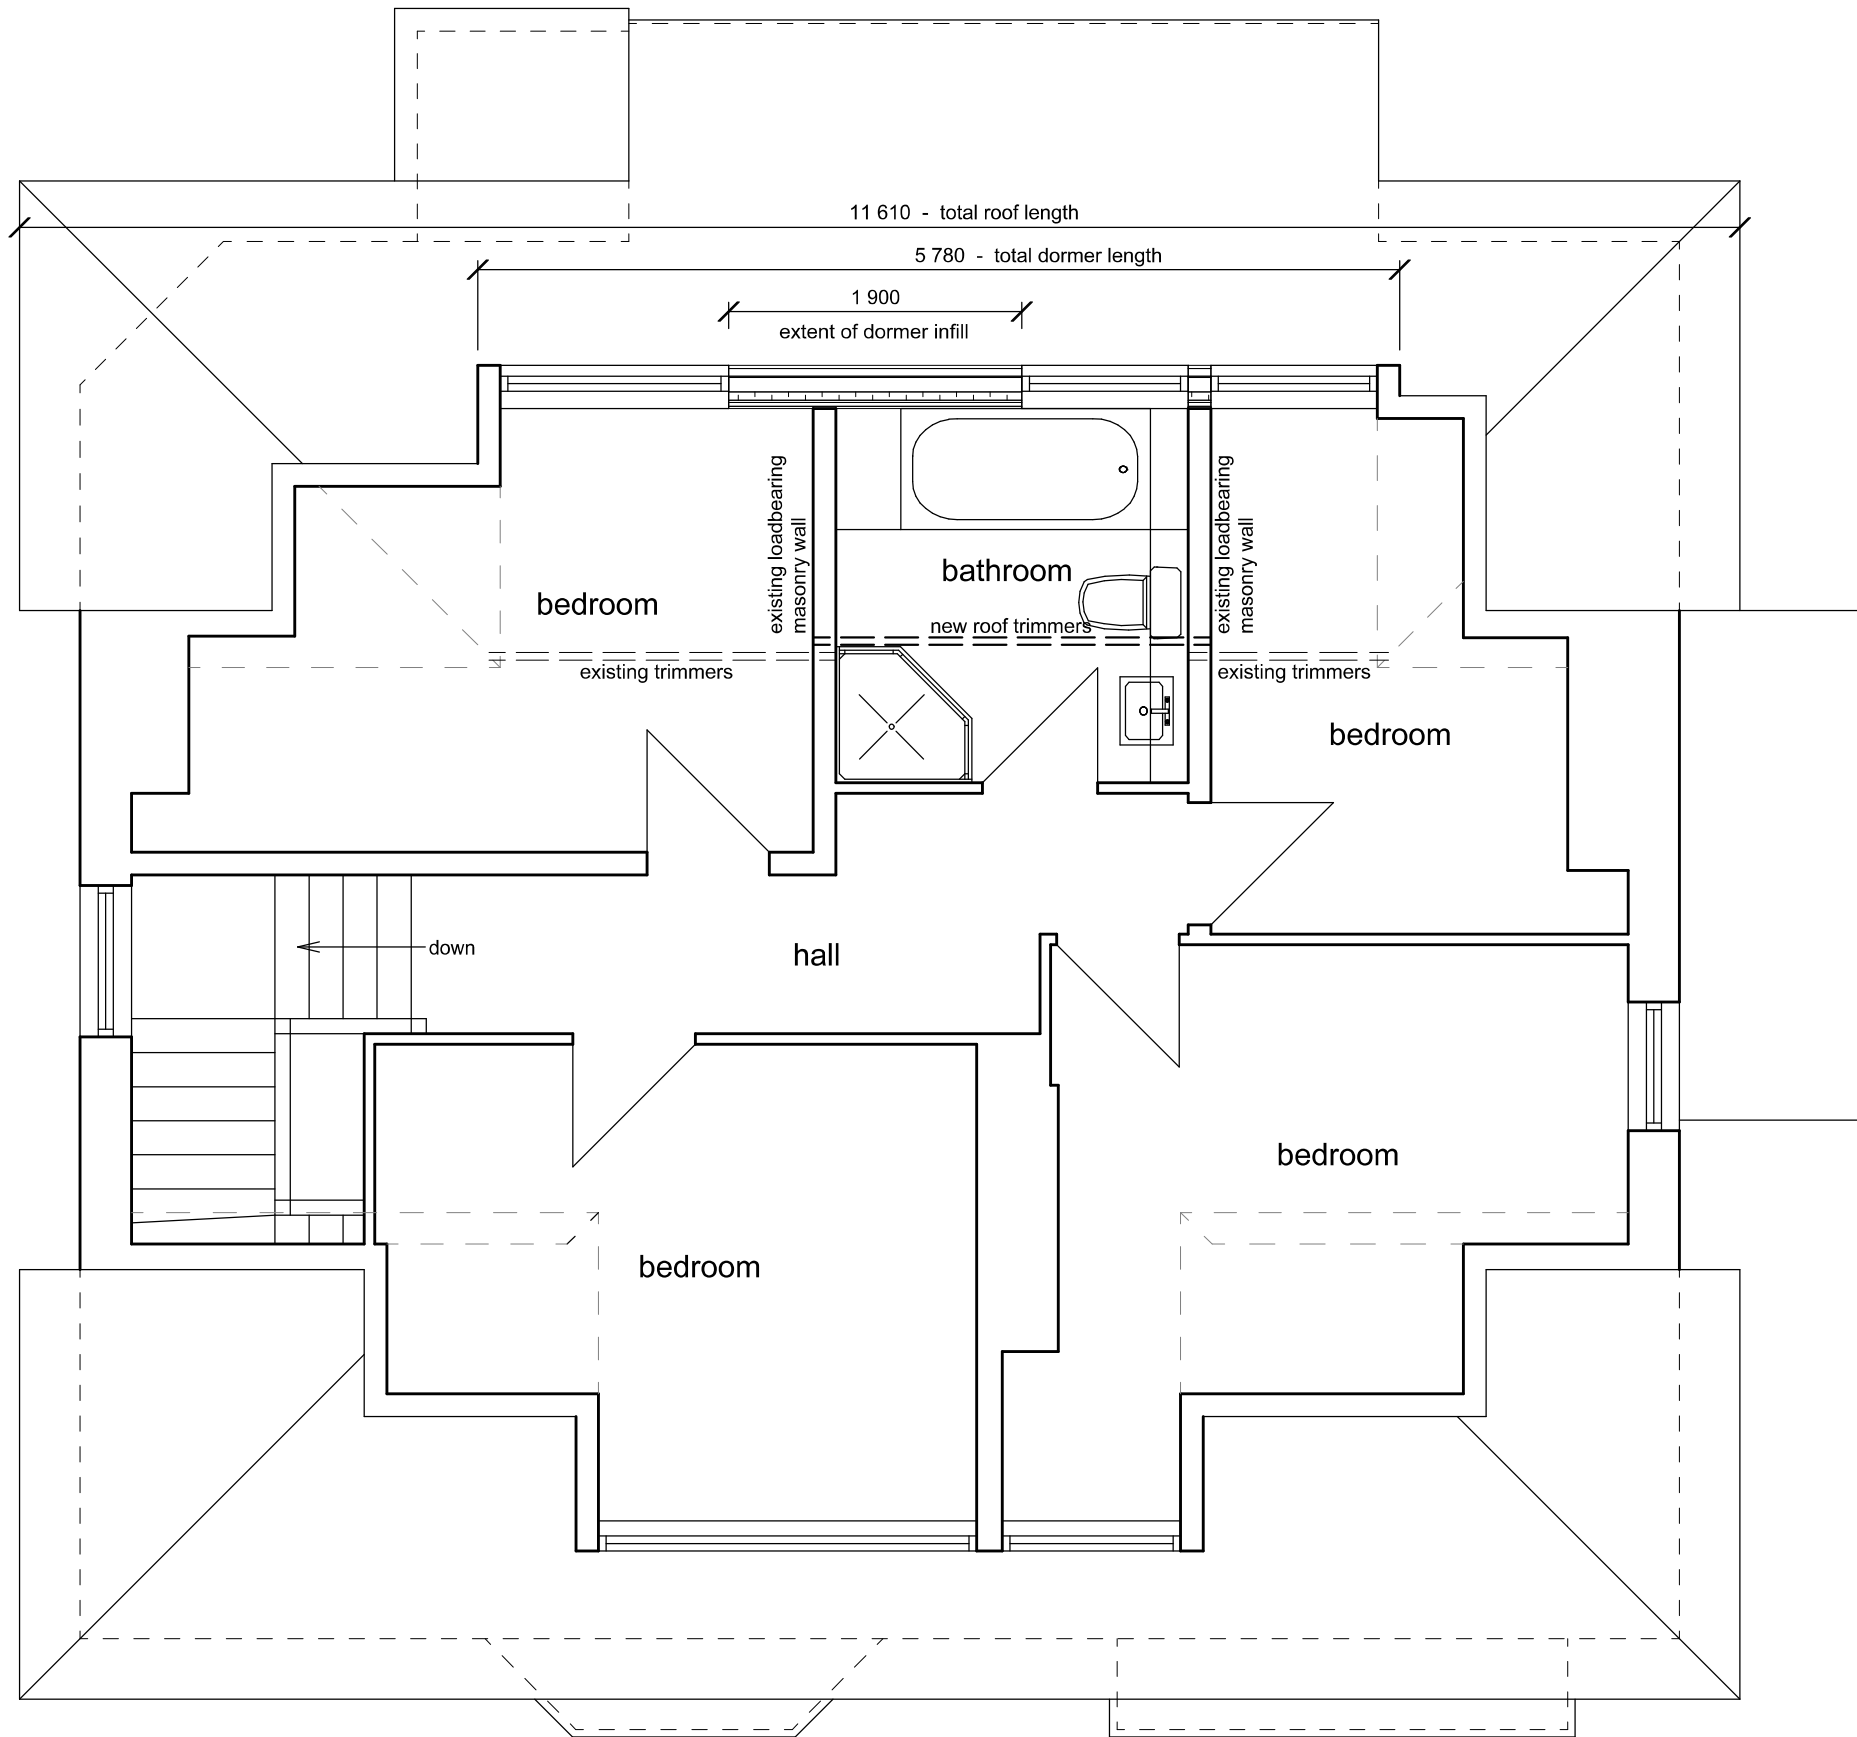 11 610 - total roof length
5 780 - total dormer length
1 900
extent of dormer infill
existing loadbearing
masonry wall
existing loadbearing
masonry wall
bathroom
bedroom
new roof trimmers
existing trimmers
existing trimmers
bedroom
down
hall
bedroom
bedroom